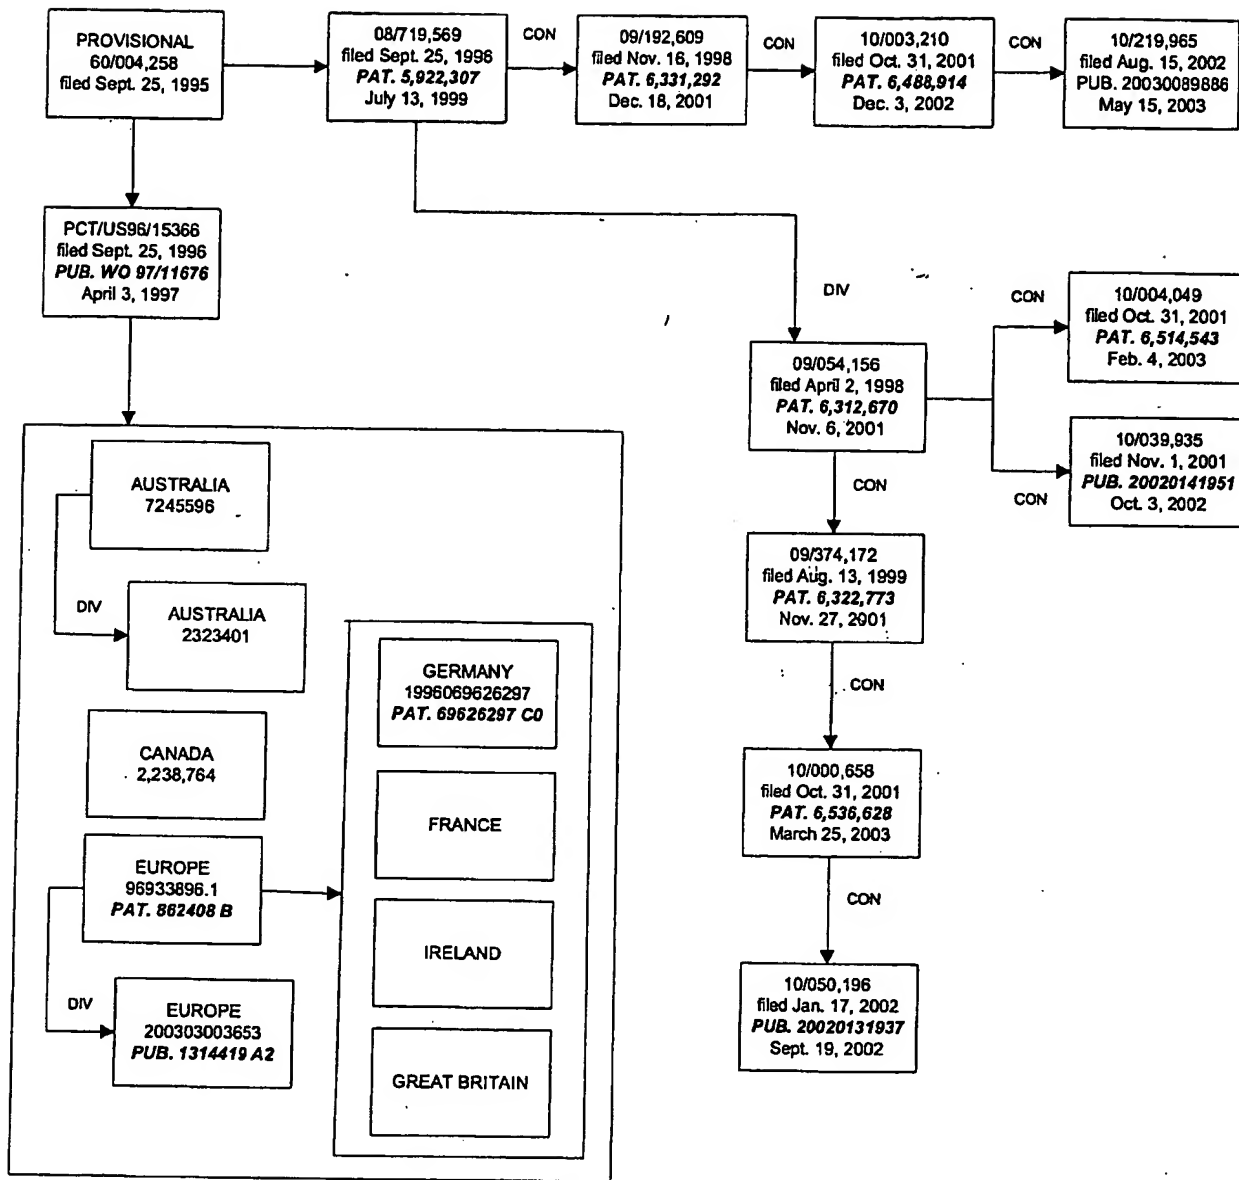 PROVISIONAL
60/004,258
filed Sept. 25, 1995
08/719,569
filed Sept. 25, 1996
PAT. 5,922,307
July 13, 1999
CON
09/192,609
filed Nov. 16, 1998
PAT. 6,331,292
Dec. 18, 2001
CON
10/003,210
filed Oct. 31, 2001
PAT. 6,488,914
Dec. 3, 2002
CON
10/219,965
filed Aug. 15, 2002
PUB. 20030089886
May 15, 2003
PCT/US96/15366
filed Sept. 25, 1996
PUB. WO 97/11676
April 3, 1997
DIV
09/054,156
filed April 2, 1998
PAT. 6,312,670
Nov. 6, 2001
CON
10/004,049
filed Oct. 31, 2001
PAT. 6,514,543
Feb. 4, 2003
CON
10/039,935
filed Nov. 1, 2001
PUB. 20020141951
Oct. 3, 2002
CON
09/374,172
filed Aug. 13, 1999
PAT. 6,322,773
Nov. 27, 2001
CON
10/000,658
filed Oct. 31, 2001
PAT. 6,536,628
March 25, 2003
CON
10/050,196
filed Jan. 17, 2002
PUB. 20020131937
Sept. 19, 2002
AUSTRALIA
7245596
DIV
AUSTRALIA
2323401
CANADA
2,238,764
EUROPE
96933896.1
PAT. 862408 B
DIV
EUROPE
200303003653
PUB. 1314419 A2
GERMANY
1996069626297
PAT. 69626297 C0
FRANCE
IRELAND
GREAT BRITAIN